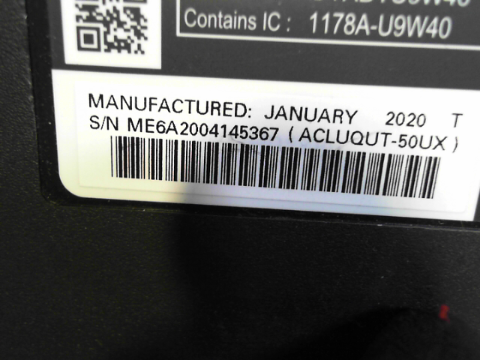 Contains IC : 1178A-U9W40
MANUFACTURED: JANUARY 2020 T
S/N ME6A2004145367 ( ACLUQUT-50UX )